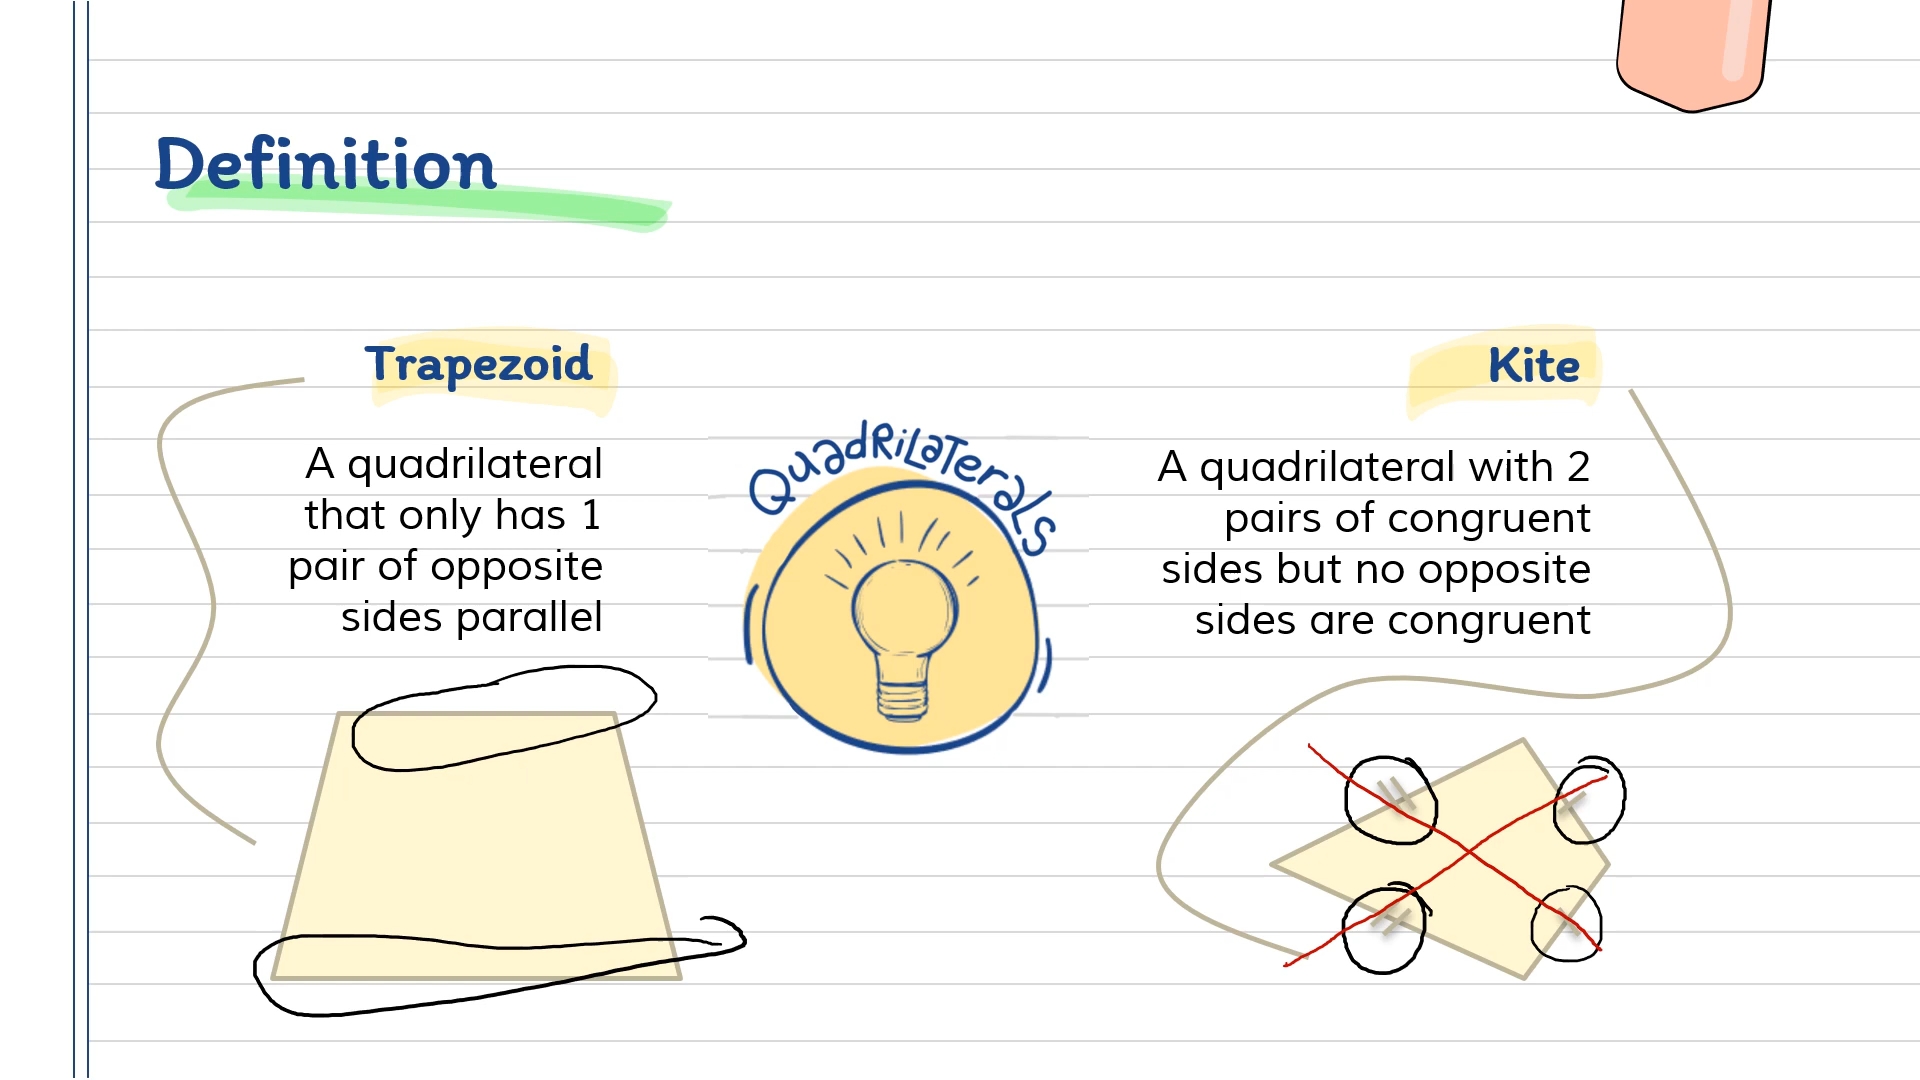 Definition
Trapezoid
A quadrilateral
that only has 1
pair of opposite
sides parallel
Quadrilaterals
Kite
A quadrilateral with 2
pairs of congruent
sides but no opposite
sides are congruent